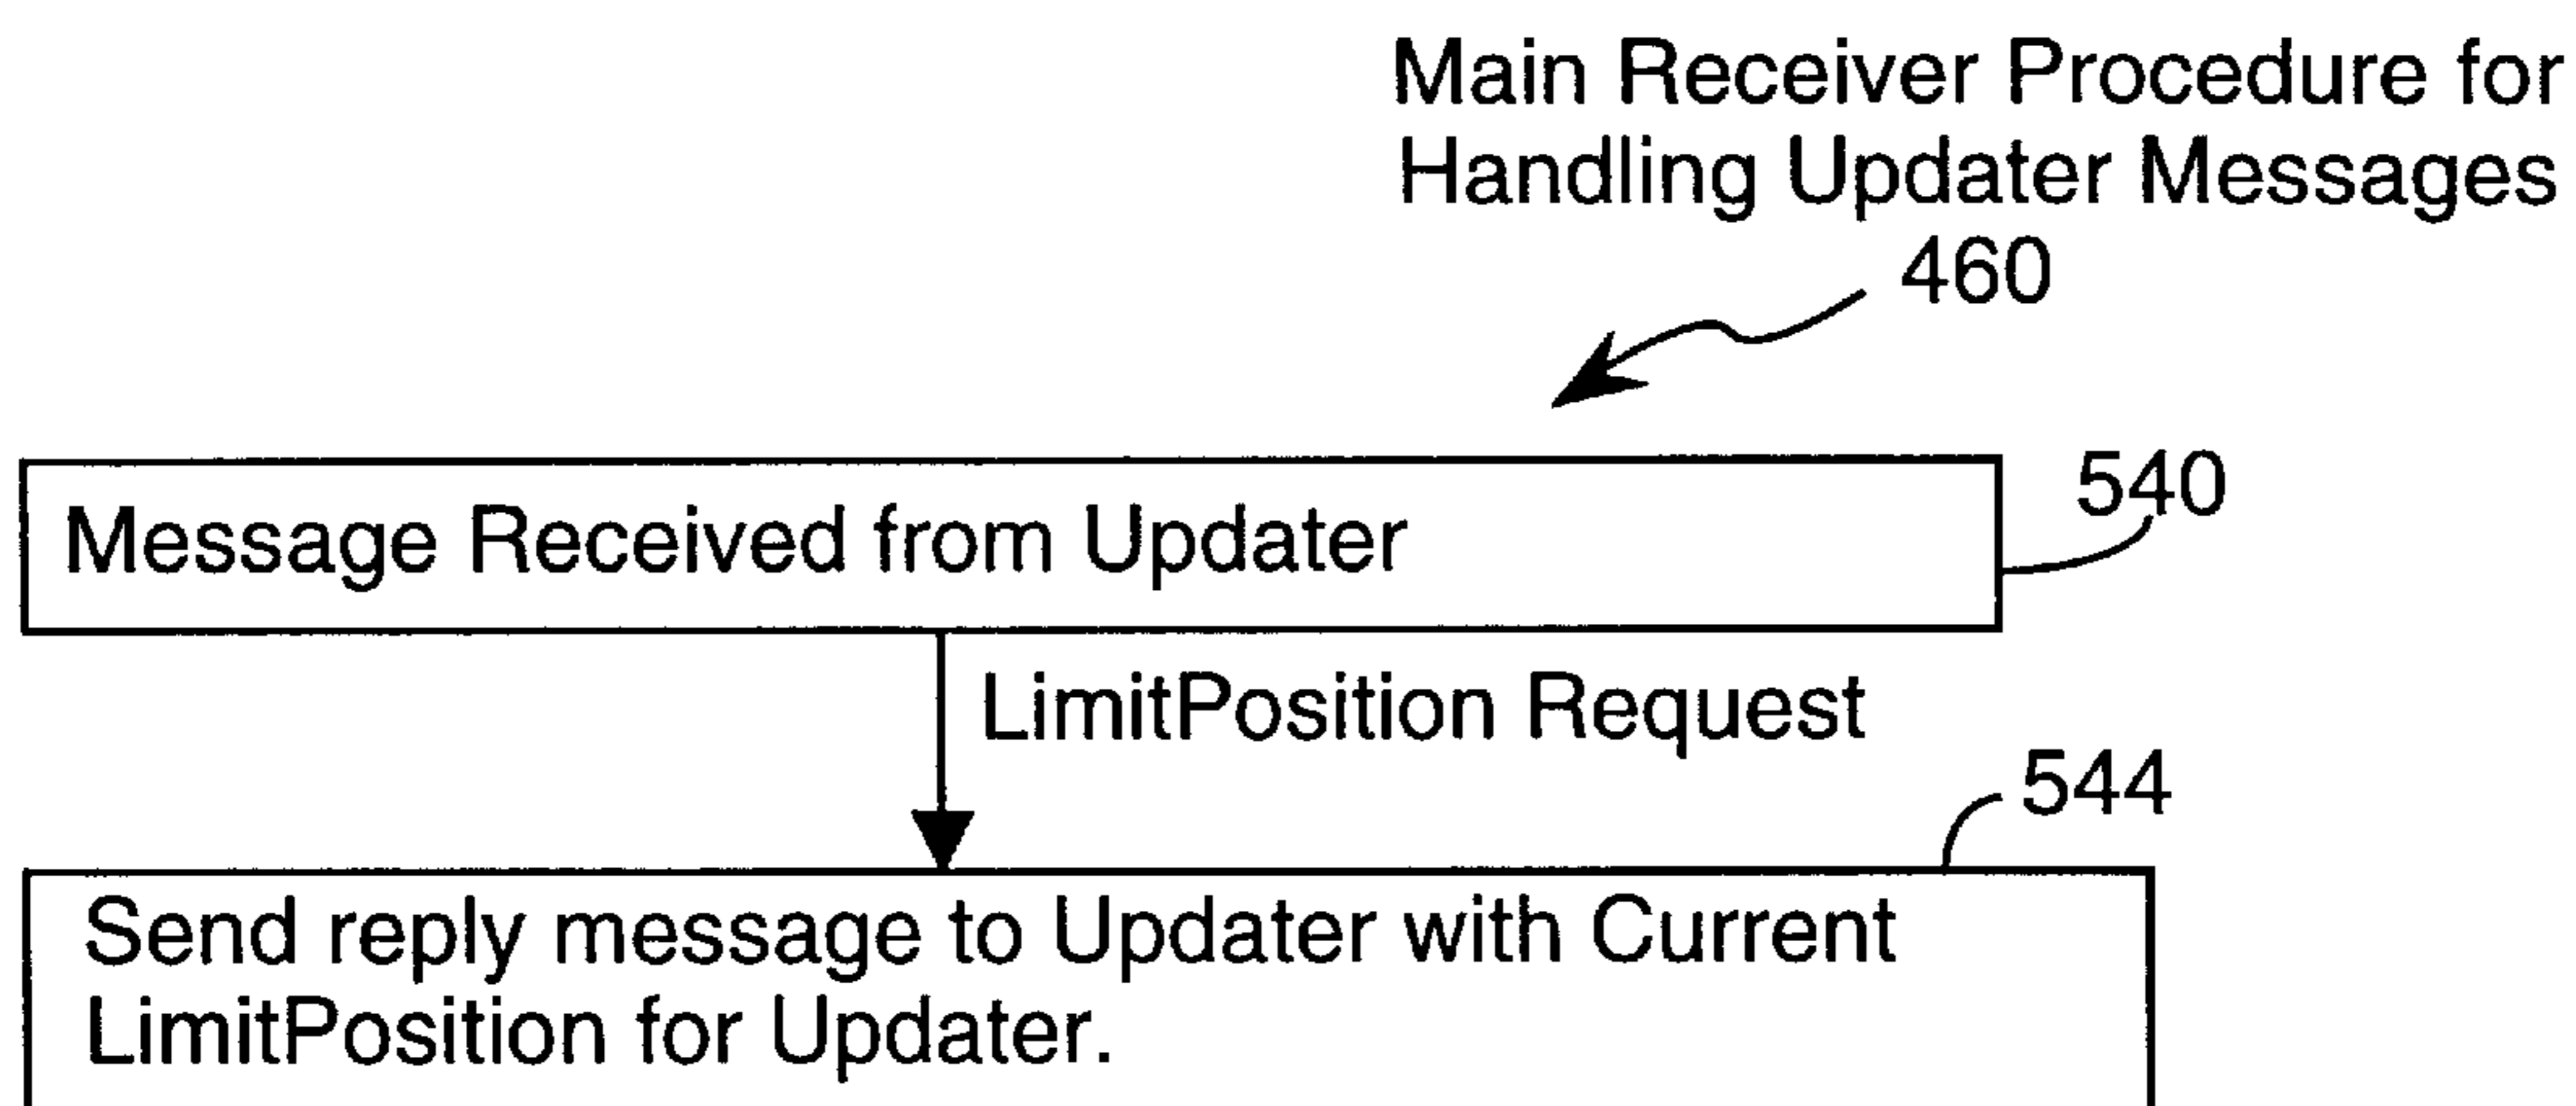 Main Receiver Procedure for
Handling Updater Messages
460
Message Received from Updater
540
LimitPosition Request
544
Send reply message to Updater with Current
LimitPosition for Updater.